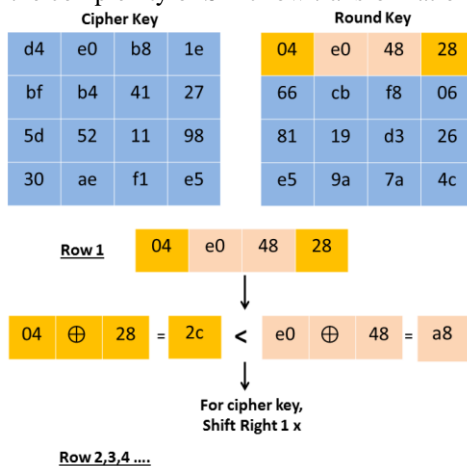 Cipher Key
Round Key
d4 e0 b8 1e
04 e0 48 28
bf b4 41 27
66 cb f8 06
5d 52 11 98
81 19 d3 26
30 ae f1 e5
e5 9a 7a 4c
Row 1
04 e0 48 28
04 ⊕ 28 = 2c < e0 ⊕ 48 = a8
For cipher key,
Shift Right 1 x
Row 2,3,4 ....